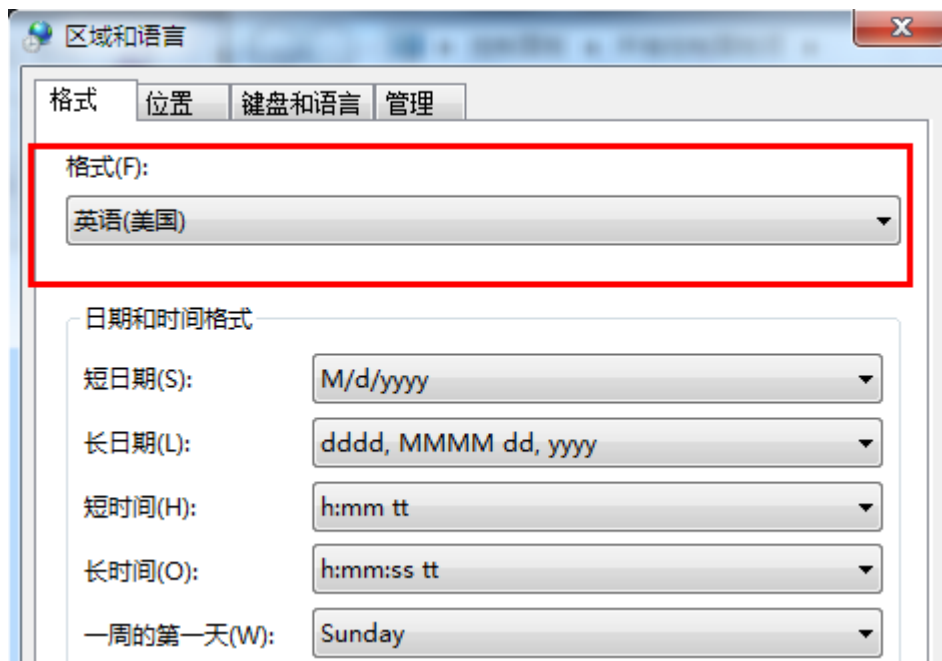 区域和语言
格式 位置 键盘和语言 管理
格式(F):
英语(美国)
日期和时间格式
短日期(S): M/d/yyyy
长日期(L): dddd, MMMM dd, yyyy
短时间(H): h:mm tt
长时间(O): h:mm:ss tt
一周的第一天(W): Sunday